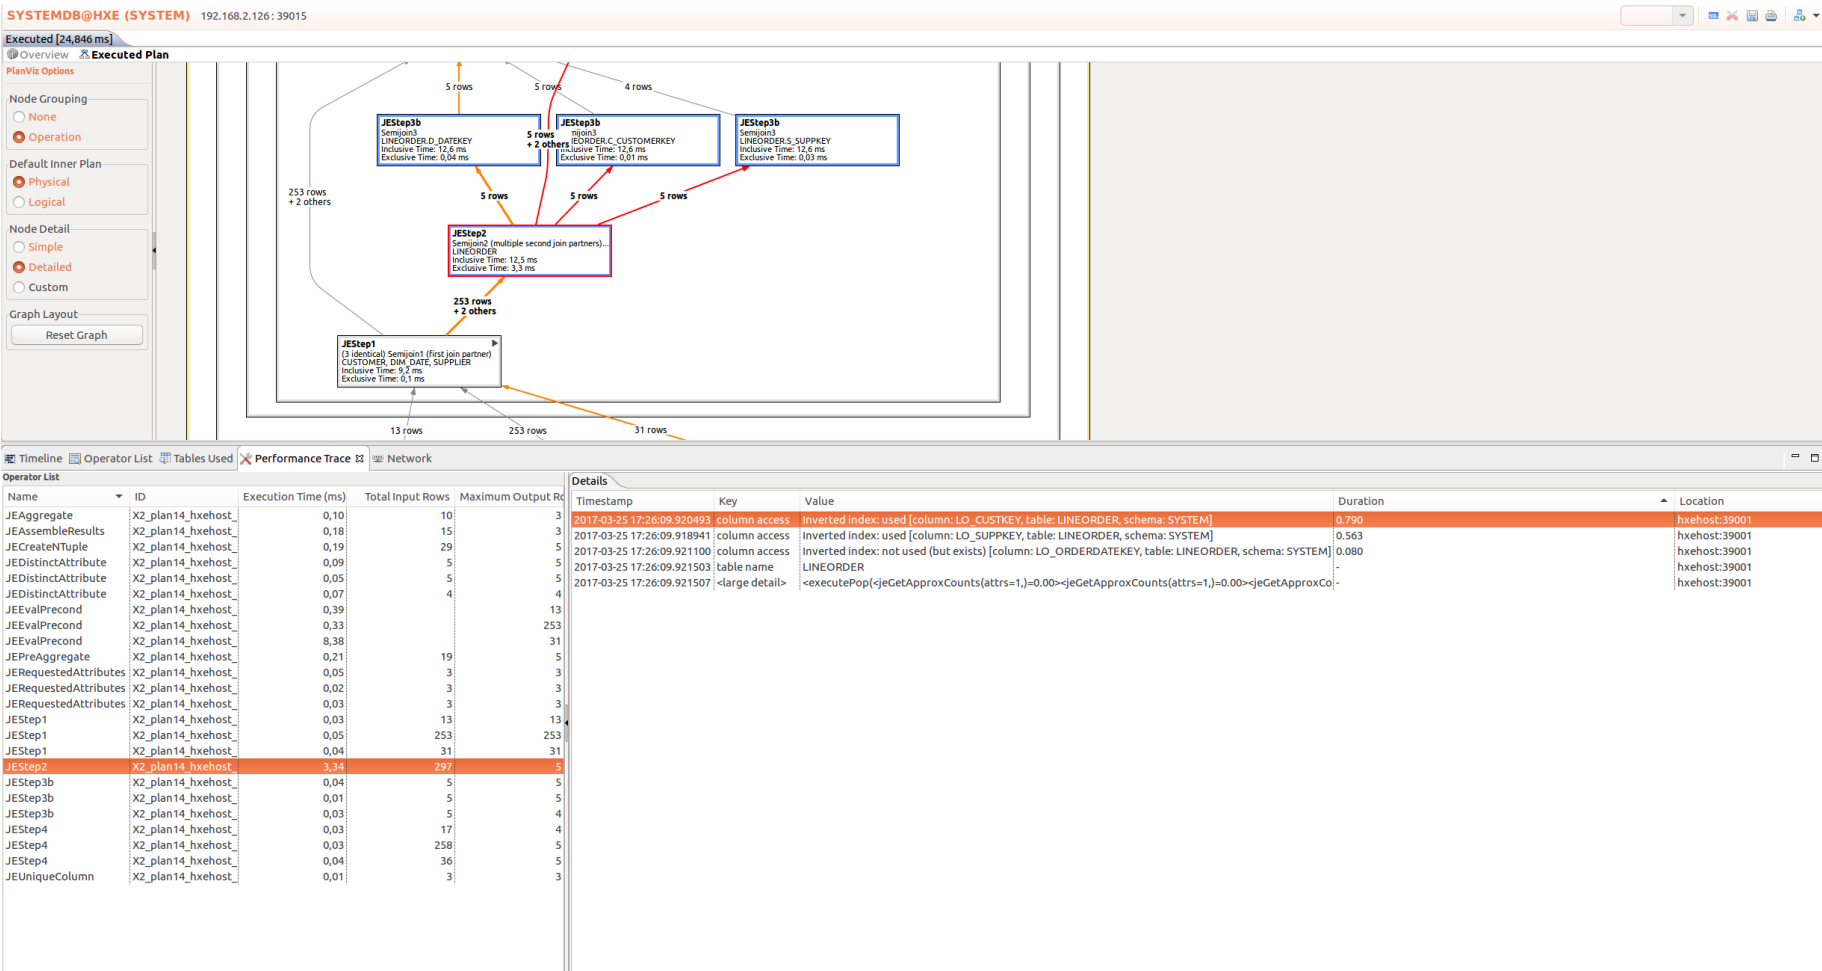 SYSTEMDB@HXE (SYSTEM) 192.168.2.126 : 39015
Executed [24,846 ms]
Overview Executed Plan
PlanViz Options
Node Grouping
None
Operation
Default Inner Plan
Physical
Logical
Node Detail
Simple
Detailed
Custom
Graph Layout
Reset Graph
5 rows
5 rows
4 rows
JEStep3b
Semijoin3
LINEORDER.D_DATEKEY
Inclusive Time: 12,6 ms
Exclusive Time: 0,04 ms
5 rows
+ 2 others
JEStep3b
mijoin3
EORDER.C_CUSTOMERKEY
Inclusive Time: 12,6 ms
Exclusive Time: 0,01 ms
JEStep3b
Semijoin3
LINEORDER.S_SUPPKEY
Inclusive Time: 12,6 ms
Exclusive Time: 0,03 ms
253 rows
+ 2 others
5 rows
5 rows
5 rows
JEStep2
Semijoin2 (multiple second join partners)...
LINEORDER
Inclusive Time: 12,5 ms
Exclusive Time: 3,3 ms
253 rows
+ 2 others
JEStep1
(3 identical) Semijoin1 (first join partner)
CUSTOMER, DIM_DATE, SUPPLIER
Inclusive Time: 9,2 ms
Exclusive Time: 0,1 ms
13 rows
253 rows
31 rows
Timeline Operator List Tables Used Performance Trace Network
Operator List
Name ID Execution Time (ms) Total Input Rows Maximum Output Ro
JEAggregate X2_plan14_hxehost_ 0,10 10 3
JEAssembleResults X2_plan14_hxehost_ 0,18 15 3
JECreateNTuple X2_plan14_hxehost_ 0,19 29 5
JEDistinctAttribute X2_plan14_hxehost_ 0,09 5 5
JEDistinctAttribute X2_plan14_hxehost_ 0,05 5 5
JEDistinctAttribute X2_plan14_hxehost_ 0,07 4 4
JEEvalPrecond X2_plan14_hxehost_ 0,39 13
JEEvalPrecond X2_plan14_hxehost_ 0,33 253
JEEvalPrecond X2_plan14_hxehost_ 8,38 31
JEPreAggregate X2_plan14_hxehost_ 0,21 19 5
JERequestedAttributes X2_plan14_hxehost_ 0,05 3 3
JERequestedAttributes X2_plan14_hxehost_ 0,02 3 3
JERequestedAttributes X2_plan14_hxehost_ 0,03 3 3
JEStep1 X2_plan14_hxehost_ 0,03 13 13
JEStep1 X2_plan14_hxehost_ 0,05 253 253
JEStep1 X2_plan14_hxehost_ 0,04 31 31
JEStep2 X2_plan14_hxehost_ 3,34 297 5
JEStep3b X2_plan14_hxehost_ 0,04 5 5
JEStep3b X2_plan14_hxehost_ 0,01 5 5
JEStep3b X2_plan14_hxehost_ 0,03 5 4
JEStep4 X2_plan14_hxehost_ 0,03 17 4
JEStep4 X2_plan14_hxehost_ 0,03 258 5
JEStep4 X2_plan14_hxehost_ 0,04 36 5
JEUniqueColumn X2_plan14_hxehost_ 0,01 3 3
Details
Timestamp Key Value Duration Location
2017-03-25 17:26:09.920493 column access Inverted index: used [column: LO_CUSTKEY, table: LINEORDER, schema: SYSTEM] 0.790 hxehost:39001
2017-03-25 17:26:09.918941 column access Inverted index: used [column: LO_SUPPKEY, table: LINEORDER, schema: SYSTEM] 0.563 hxehost:39001
2017-03-25 17:26:09.921100 column access Inverted index: not used (but exists) [column: LO_ORDERDATEKEY, table: LINEORDER, schema: SYSTEM] 0.080 hxehost:39001
2017-03-25 17:26:09.921503 table name LINEORDER - hxehost:39001
2017-03-25 17:26:09.921507 <large detail> <executePop(<jeGetApproxCounts(attrs=1,)=0.00><jeGetApproxCounts(attrs=1,)=0.00><jeGetApproxCo - hxehost:39001